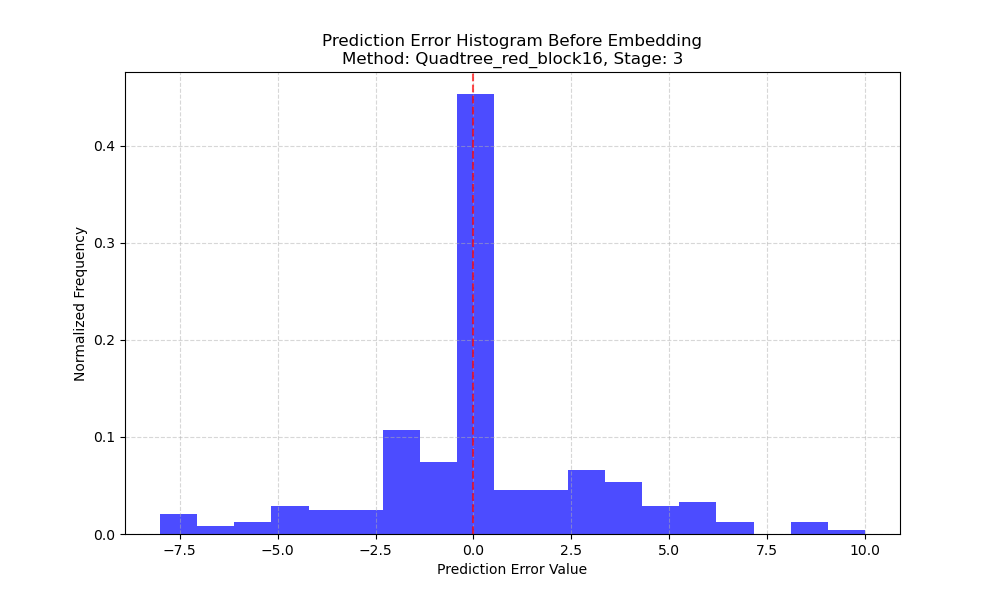 Prediction Error Histogram Before Embedding
Method: Quadtree_red_block16, Stage: 3
Normalized Frequency
0.4
0.3
0.2
0.1
0.0
−7.5 −5.0 −2.5 0.0 2.5 5.0 7.5 10.0
Prediction Error Value